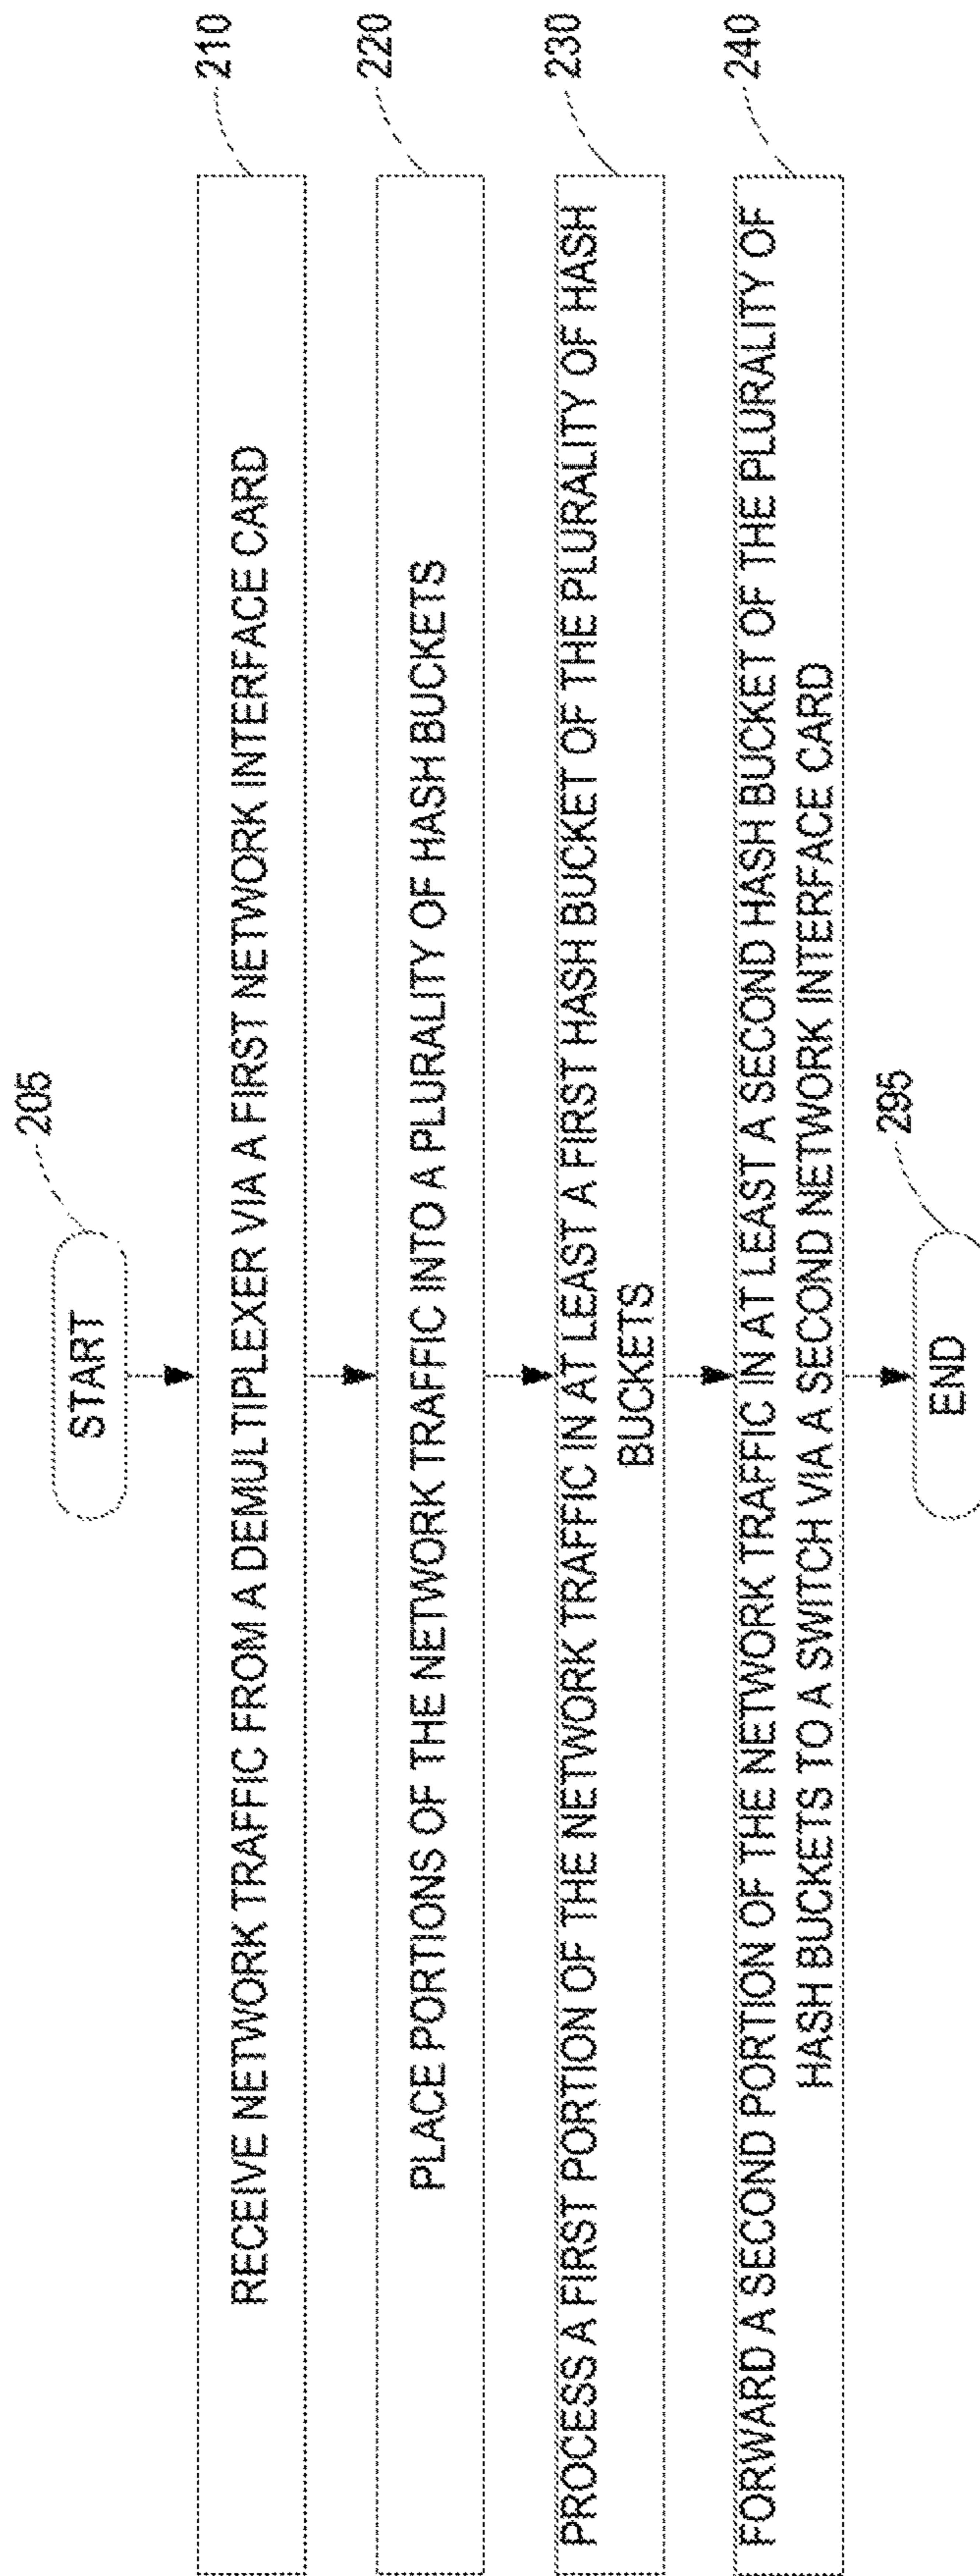 205
START
210
RECEIVE NETWORK TRAFFIC FROM A DEMULTIPLEXER VIA A FIRST NETWORK INTERFACE CARD
220
PLACE PORTIONS OF THE NETWORK TRAFFIC INTO A PLURALITY OF HASH BUCKETS
230
PROCESS A FIRST PORTION OF THE NETWORK TRAFFIC IN AT LEAST A FIRST HASH BUCKET OF THE PLURALITY OF HASH
BUCKETS
240
FORWARD A SECOND PORTION OF THE NETWORK TRAFFIC IN AT LEAST A SECOND HASH BUCKET OF THE PLURALITY OF
HASH BUCKETS TO A SWITCH VIA A SECOND NETWORK INTERFACE CARD
295
END